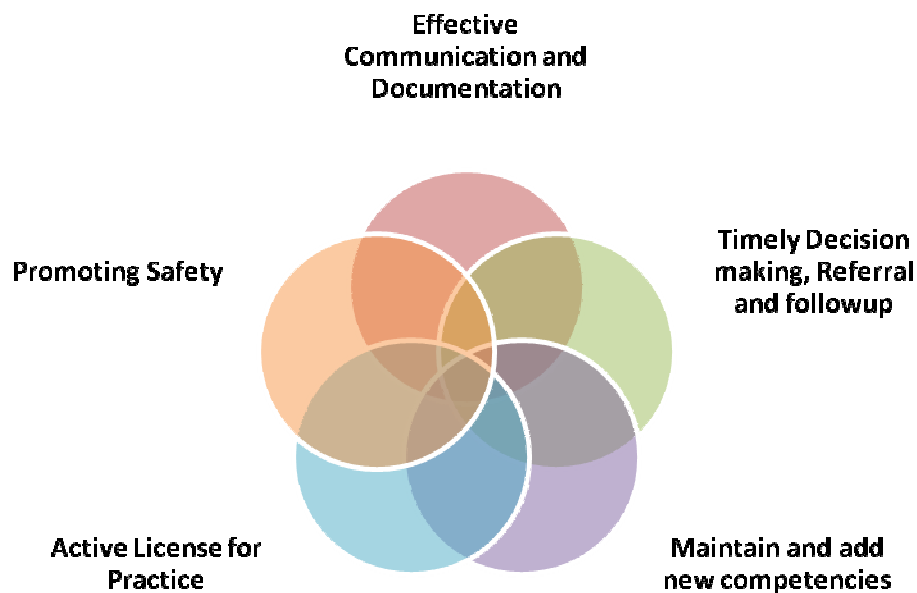 Effective
Communication and
Documentation
Timely Decision
making, Referral
and followup
Promoting Safety
Active License for
Practice
Maintain and add
new competencies